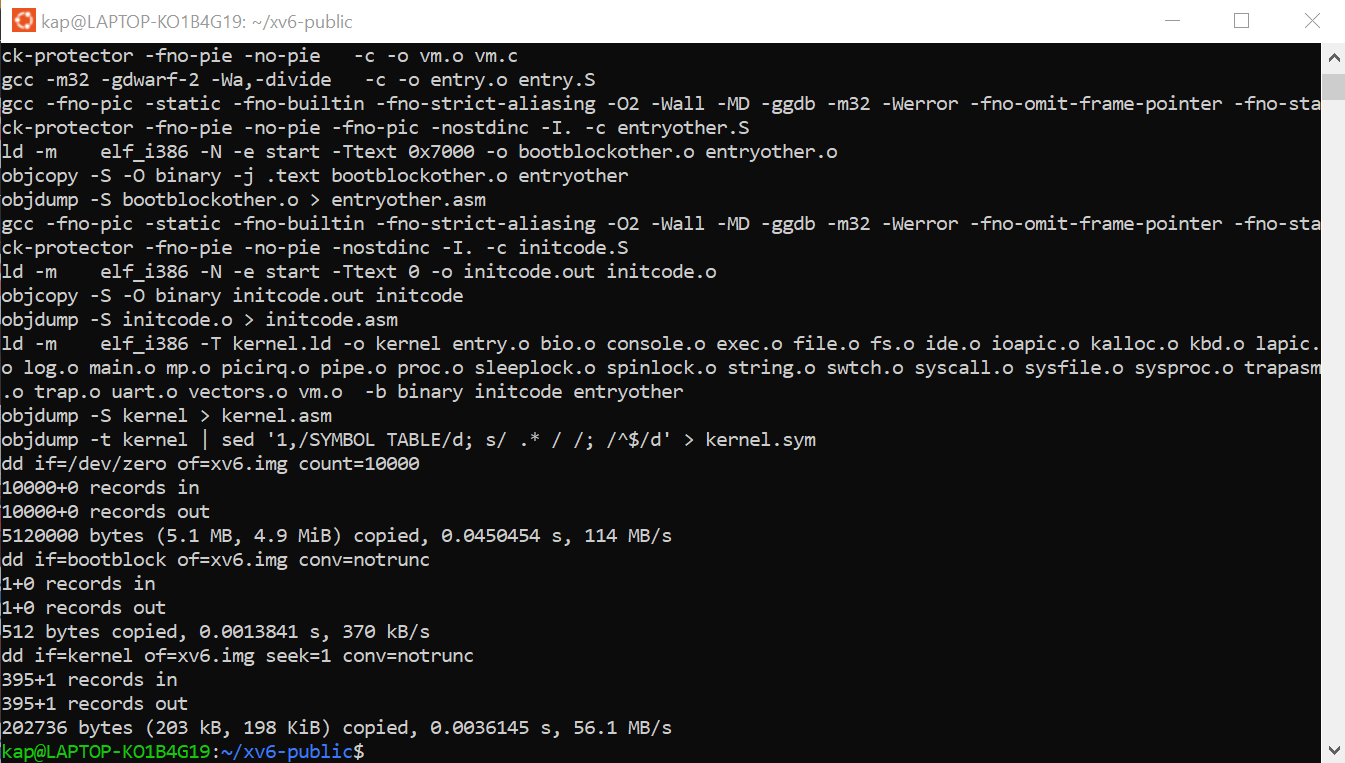 kap@LAPTOP-KO1B4G19: ~/xv6-public
ck-protector -fno-pie -no-pie   -c -o vm.o vm.c
gcc -m32 -gdwarf-2 -Wa,-divide   -c -o entry.o entry.S
gcc -fno-pic -static -fno-builtin -fno-strict-aliasing -O2 -Wall -MD -ggdb -m32 -Werror -fno-omit-frame-pointer -fno-sta
ck-protector -fno-pie -no-pie -fno-pic -nostdinc -I. -c entryother.S
ld -m    elf_i386 -N -e start -Ttext 0x7000 -o bootblockother.o entryother.o
objcopy -S -O binary -j .text bootblockother.o entryother
objdump -S bootblockother.o > entryother.asm
gcc -fno-pic -static -fno-builtin -fno-strict-aliasing -O2 -Wall -MD -ggdb -m32 -Werror -fno-omit-frame-pointer -fno-sta
ck-protector -fno-pie -no-pie -nostdinc -I. -c initcode.S
ld -m    elf_i386 -N -e start -Ttext 0 -o initcode.out initcode.o
objcopy -S -O binary initcode.out initcode
objdump -S initcode.o > initcode.asm
ld -m    elf_i386 -T kernel.ld -o kernel entry.o bio.o console.o exec.o file.o fs.o ide.o ioapic.o kalloc.o kbd.o lapic.
o log.o main.o mp.o picirq.o pipe.o proc.o sleeplock.o spinlock.o string.o swtch.o syscall.o sysfile.o sysproc.o trapasm
.o trap.o uart.o vectors.o vm.o  -b binary initcode entryother
objdump -S kernel > kernel.asm
objdump -t kernel | sed '1,/SYMBOL TABLE/d; s/ .* / /; /^$/d' > kernel.sym
dd if=/dev/zero of=xv6.img count=10000
10000+0 records in
10000+0 records out
5120000 bytes (5.1 MB, 4.9 MiB) copied, 0.0450454 s, 114 MB/s
dd if=bootblock of=xv6.img conv=notrunc
1+0 records in
1+0 records out
512 bytes copied, 0.0013841 s, 370 kB/s
dd if=kernel of=xv6.img seek=1 conv=notrunc
395+1 records in
395+1 records out
202736 bytes (203 kB, 198 KiB) copied, 0.0036145 s, 56.1 MB/s
kap@LAPTOP-KO1B4G19:~/xv6-public$